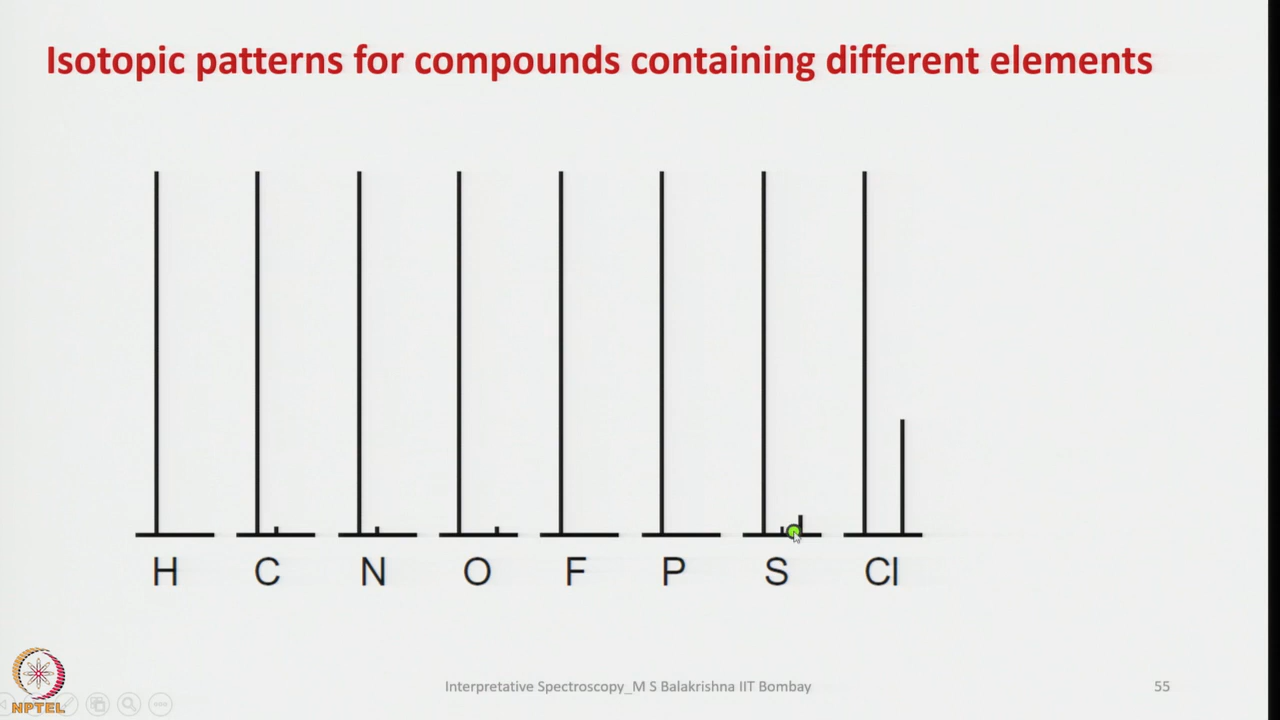 Isotopic patterns for compounds containing different elements
H C N O F P S Cl
NPTEL
Interpretative Spectroscopy_M S Balakrishna IIT Bombay
55